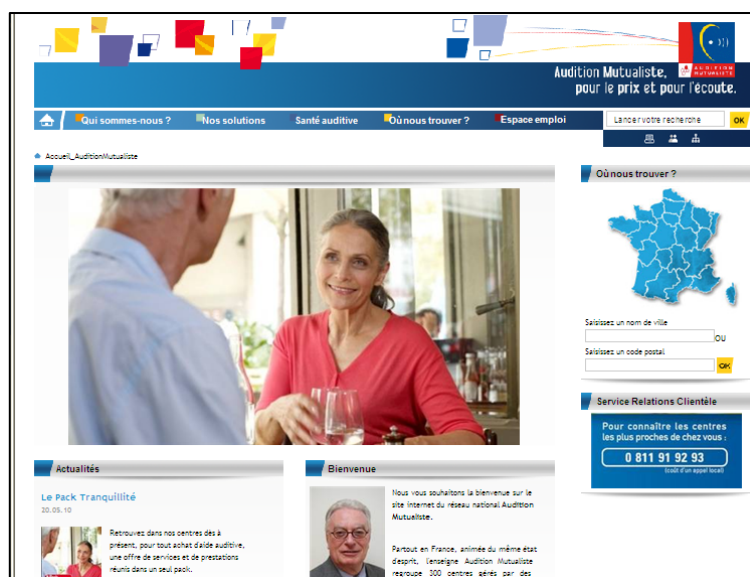 AUDITION
MUTUALISTE
Audition Mutualiste,
pour le prix et pour l'écoute.
Qui sommes-nous ?
Nos solutions
Santé auditive
Où nous trouver ?
Espace emploi
Lancer votre recherche
OK
Accueil_AuditionMutualiste
Où nous trouver ?
Saisissez un nom de ville
OU
Saisissez un code postal
OK
Service Relations Clientèle
Pour connaître les centres
les plus proches de chez vous :
0 811 91 92 93
(coût d'un appel local)
Actualités
Le Pack Tranquillité
20.05.10
Retrouvez dans nos centres dès à
présent, pour tout achat d'aide auditive,
une offre de services et de prestations
réunis dans un seul pack.
Bienvenue
Nous vous souhaitons la bienvenue sur le
site internet du réseau national Audition
Mutualiste.
Partout en France, animée du même état
d'esprit, l'enseigne Audition Mutualiste
regroupe 300 centres gérés par des